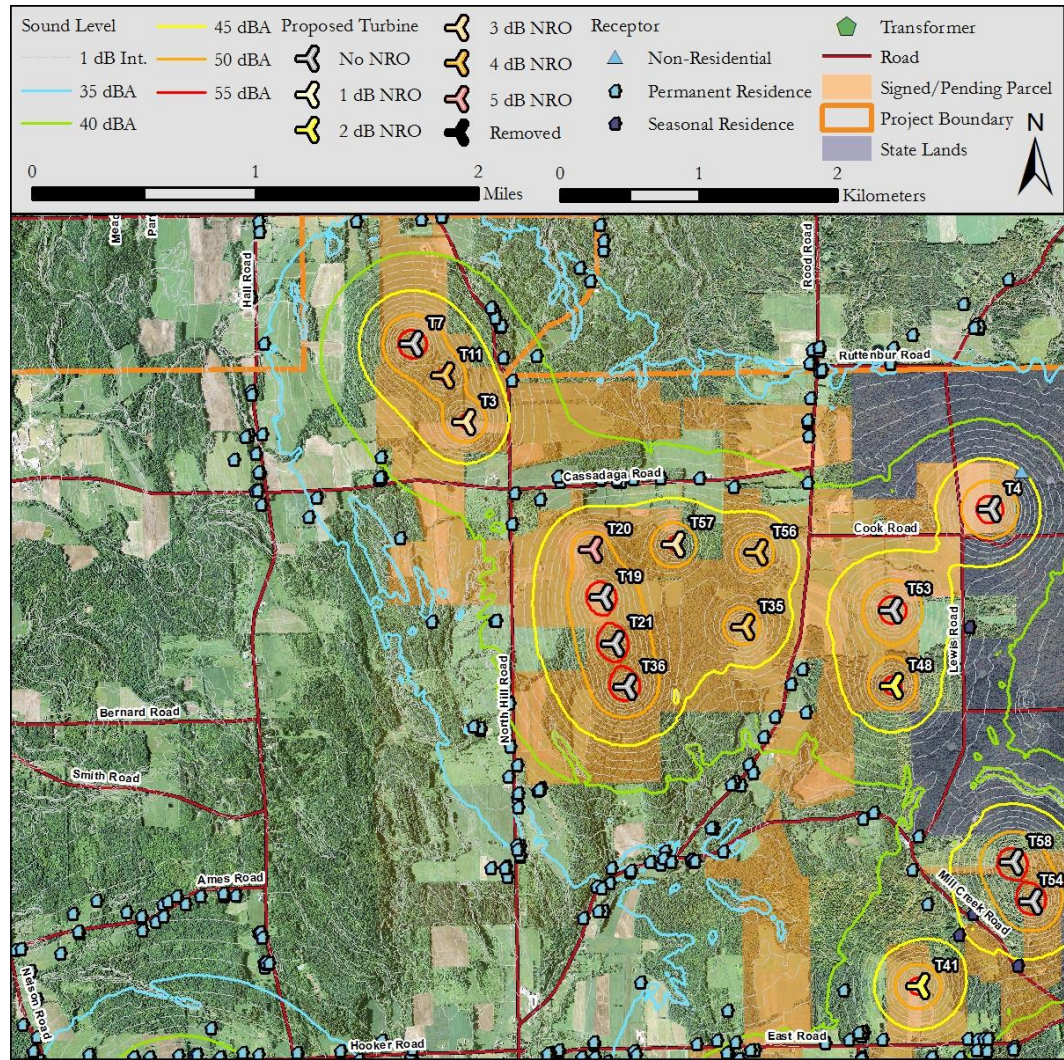 Sound Level
1 dB Int.
35 dBA
40 dBA
45 dBA
50 dBA
55 dBA
Proposed Turbine
No NRO
1 dB NRO
2 dB NRO
3 dB NRO
4 dB NRO
5 dB NRO
Removed
Receptor
Non-Residential
Permanent Residence
Seasonal Residence
Transformer
Road
Signed/Pending Parcel
Project Boundary
State Lands
N
0 1 2
Miles
0 1 2
Kilometers
Mead
Par
Hall Road
Rood Road
T7
T11
T3
Ruttenbur Road
Cassadaga Road
T4
T20
T57
T56
Cook Road
T19
T53
T35
T21
Lewis Road
T36
T48
North Hill Road
Bernard Road
Smith Road
T58
Ames Road
T54
Mill Creek Road
T41
Nelson Road
Hooker Road
East Road